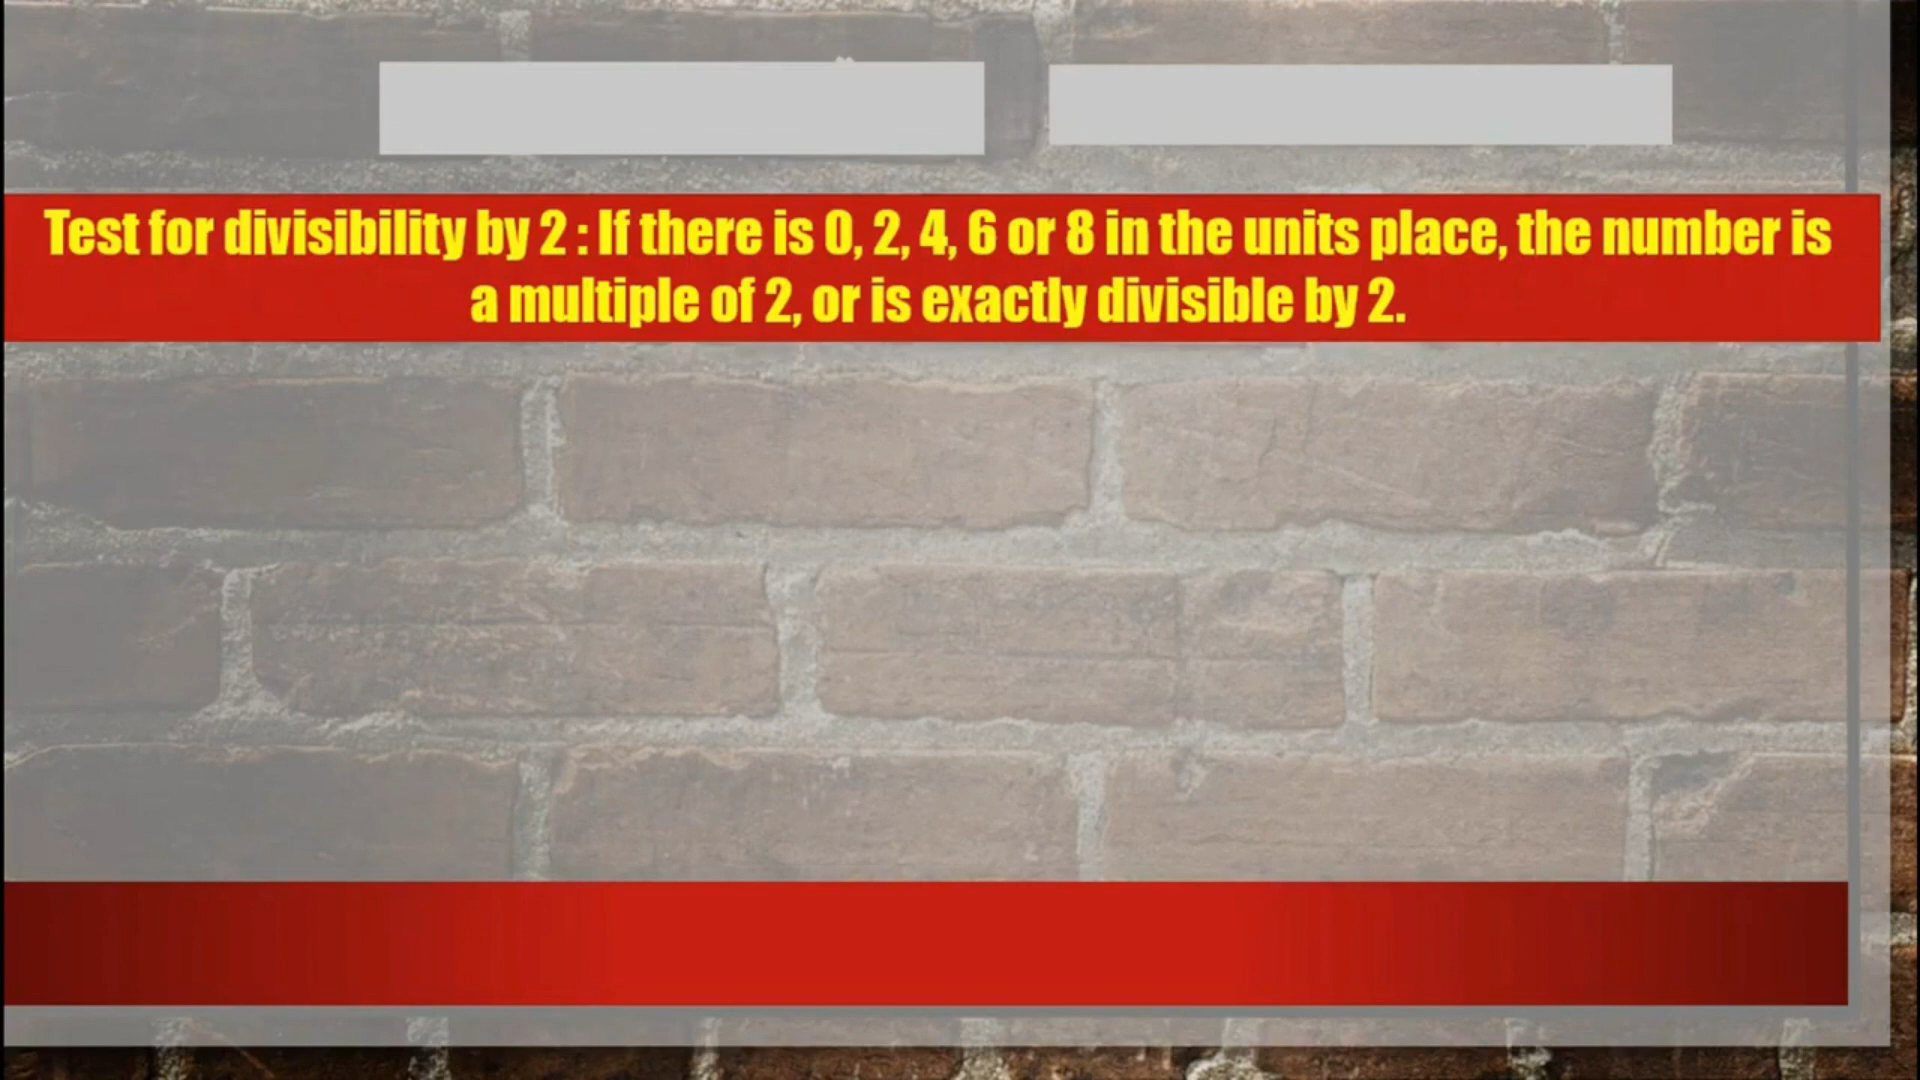 Test for divisibility by 2 : If there is 0, 2, 4, 6 or 8 in the units place, the number is
a multiple of 2, or is exactly divisible by 2.